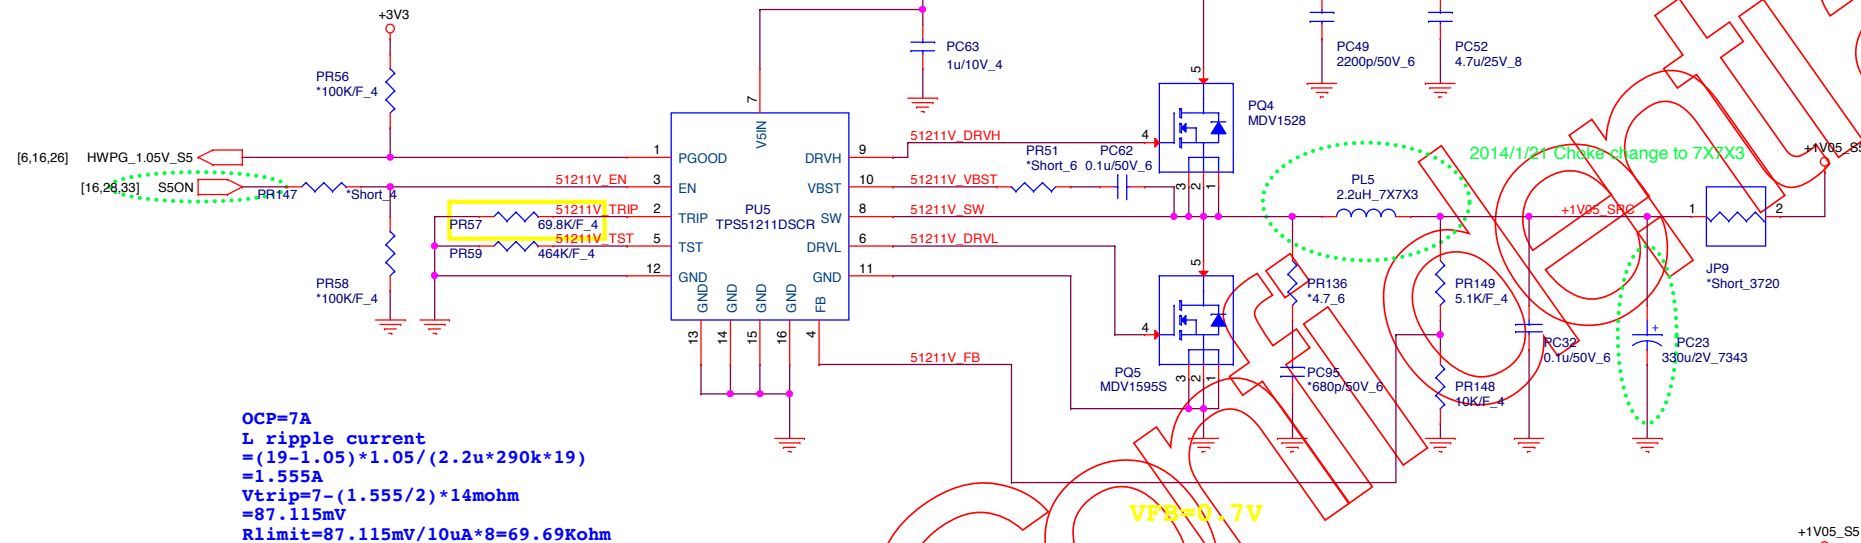 +3V3
PR56
*100K/F_4
[6,16,26] HWPG_1.05V_S5
[16,28,33] S5ON
PR147 *Short_4
PR58
*100K/F_4
51211V_EN
51211V_TRIP
PR57 69.8K/F_4
51211V_TST
PR59 464K/F_4
1
3
2
5
12
PGOOD
EN
TRIP
TST
GND
7
V5IN
PU5
TPS51211DSCR
DRVH
VBST
SW
DRVL
GND
9
10
8
6
11
GND
GND
GND
GND
FB
13
14
15
16
4
PC63
1u/10V_4
51211V_DRVH
51211V_VBST
51211V_SW
51211V_DRVL
51211V_FB
PR51
*Short_6
PC62
0.1u/50V_6
5
4
3
2
1
PQ4
MDV1528
5
4
3
2
1
PQ5
MDV1595S
PC49
2200p/50V_6
PC52
4.7u/25V_8
2014/1/21 Choke change to 7X7X3
PL5
2.2uH_7X7X3
+1V05_SRC
+1V05_S5
1
2
JP9
*Short_3720
PR136
*4.7_6
PC95
*680p/50V_6
PR149
5.1K/F_4
PR148
10K/F_4
PC32
0.1u/50V_6
+
PC23
330u/2V_7343
OCP=7A
L ripple current
=(19-1.05)*1.05/(2.2u*290k*19)
=1.555A
Vtrip=7-(1.555/2)*14mohm
=87.115mV
Rlimit=87.115mV/10uA*8=69.69Kohm
VFB=0.7V
+1V05_S5